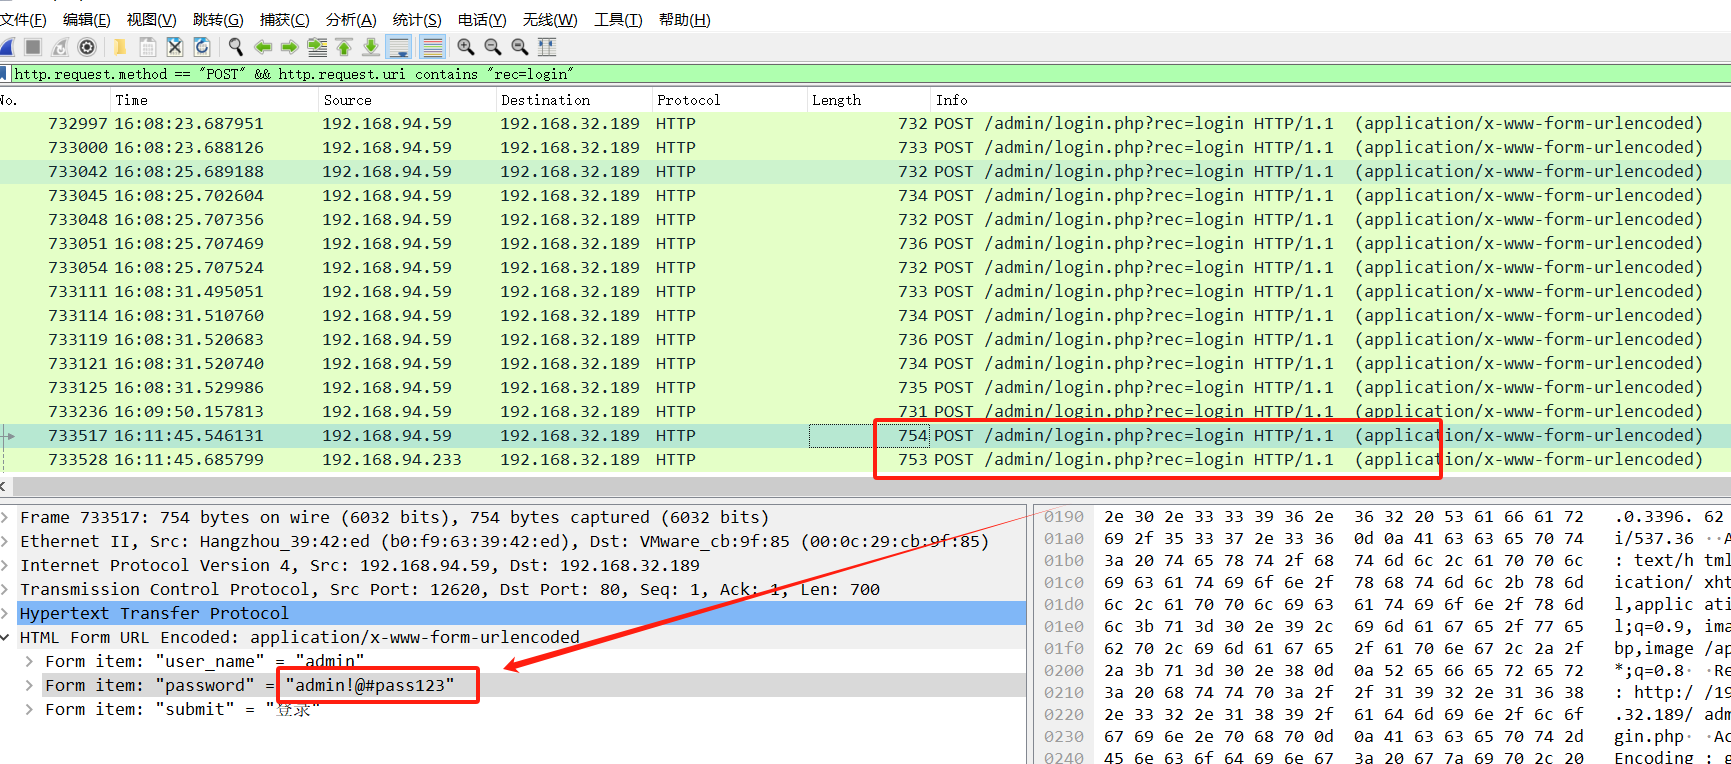 文件(F) 编辑(E) 视图(V) 跳转(G) 捕获(C) 分析(A) 统计(S) 电话(Y) 无线(W) 工具(T) 帮助(H)
http.request.method == "POST" && http.request.uri contains "rec=login"
No. Time Source Destination Protocol Length Info
732997 16:08:23.687951 192.168.94.59 192.168.32.189 HTTP 732 POST /admin/login.php?rec=login HTTP/1.1 (application/x-www-form-urlencoded)
733000 16:08:23.688126 192.168.94.59 192.168.32.189 HTTP 733 POST /admin/login.php?rec=login HTTP/1.1 (application/x-www-form-urlencoded)
733042 16:08:25.689188 192.168.94.59 192.168.32.189 HTTP 732 POST /admin/login.php?rec=login HTTP/1.1 (application/x-www-form-urlencoded)
733045 16:08:25.702604 192.168.94.59 192.168.32.189 HTTP 734 POST /admin/login.php?rec=login HTTP/1.1 (application/x-www-form-urlencoded)
733048 16:08:25.707356 192.168.94.59 192.168.32.189 HTTP 732 POST /admin/login.php?rec=login HTTP/1.1 (application/x-www-form-urlencoded)
733051 16:08:25.707469 192.168.94.59 192.168.32.189 HTTP 736 POST /admin/login.php?rec=login HTTP/1.1 (application/x-www-form-urlencoded)
733054 16:08:25.707524 192.168.94.59 192.168.32.189 HTTP 732 POST /admin/login.php?rec=login HTTP/1.1 (application/x-www-form-urlencoded)
733111 16:08:31.495051 192.168.94.59 192.168.32.189 HTTP 733 POST /admin/login.php?rec=login HTTP/1.1 (application/x-www-form-urlencoded)
733114 16:08:31.510760 192.168.94.59 192.168.32.189 HTTP 734 POST /admin/login.php?rec=login HTTP/1.1 (application/x-www-form-urlencoded)
733119 16:08:31.520683 192.168.94.59 192.168.32.189 HTTP 736 POST /admin/login.php?rec=login HTTP/1.1 (application/x-www-form-urlencoded)
733121 16:08:31.520740 192.168.94.59 192.168.32.189 HTTP 734 POST /admin/login.php?rec=login HTTP/1.1 (application/x-www-form-urlencoded)
733125 16:08:31.529986 192.168.94.59 192.168.32.189 HTTP 735 POST /admin/login.php?rec=login HTTP/1.1 (application/x-www-form-urlencoded)
733236 16:09:50.157813 192.168.94.59 192.168.32.189 HTTP 731 POST /admin/login.php?rec=login HTTP/1.1 (application/x-www-form-urlencoded)
733517 16:11:45.546131 192.168.94.59 192.168.32.189 HTTP 754 POST /admin/login.php?rec=login HTTP/1.1 (application/x-www-form-urlencoded)
733528 16:11:45.685799 192.168.94.233 192.168.32.189 HTTP 753 POST /admin/login.php?rec=login HTTP/1.1 (application/x-www-form-urlencoded)
Frame 733517: 754 bytes on wire (6032 bits), 754 bytes captured (6032 bits)
Ethernet II, Src: Hangzhou_39:42:ed (b0:f9:63:39:42:ed), Dst: VMware_cb:9f:85 (00:0c:29:cb:9f:85)
Internet Protocol Version 4, Src: 192.168.94.59, Dst: 192.168.32.189
Transmission Control Protocol, Src Port: 12620, Dst Port: 80, Seq: 1, Ack: 1, Len: 700
Hypertext Transfer Protocol
HTML Form URL Encoded: application/x-www-form-urlencoded
Form item: "user_name" = "admin"
Form item: "password" = "admin!@#pass123"
Form item: "submit" = "登录"
0190 2e 30 2e 33 33 39 36 2e 36 32 20 53 61 66 61 72 .0.3396. 62 Safar
01a0 69 2f 35 33 37 2e 33 36 0d 0a 41 63 63 65 70 74 i/537.36 ··A
01b0 3a 20 74 65 78 74 2f 68 74 6d 6c 2c 61 70 70 6c : text/h tml
01c0 69 63 61 74 69 6f 6e 2f 78 68 74 6d 6c 2b 78 6d ication/ xht
01d0 6c 2c 61 70 70 6c 69 63 61 74 69 6f 6e 2f 78 6d l,applic ati
01e0 6c 3b 71 3d 30 2e 39 2c 69 6d 61 67 65 2f 77 65 l;q=0.9, ima
01f0 62 70 2c 69 6d 61 67 65 2f 61 70 6e 67 2c 2a 2f bp,image /ap
0200 2a 3b 71 3d 30 2e 38 0d 0a 52 65 66 65 72 65 72 *;q=0.8· ·Re
0210 3a 20 68 74 74 70 3a 2f 2f 31 39 32 2e 31 36 38 : http:/ /19
0220 2e 33 32 2e 31 38 39 2f 61 64 6d 69 6e 2f 6c 6f .32.189/ adm
0230 67 69 6e 2e 70 68 70 0d 0a 41 63 63 65 70 74 2d gin.php· ·Ac
0240 45 6e 63 6f 64 69 6e 67 3a 20 67 7a 69 70 2c 20 Encoding : g